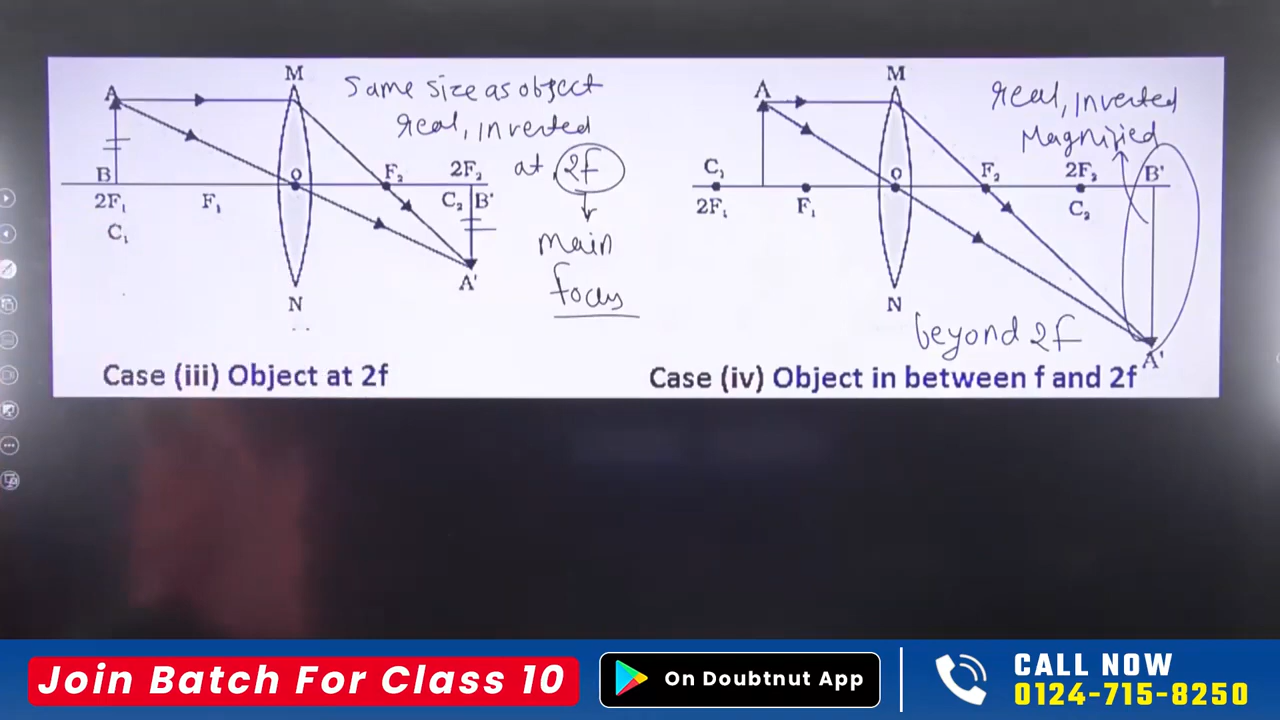 A
M
B
O
F₂
2F₂
2F₁
F₁
C₂
B'
C₁
A'
N
Same size as object
real, inverted
at 2f
main
focus
Case (iii) Object at 2f
A
M
C₁
O
F₂
2F₂
B'
2F₁
F₁
C₂
N
A'
real, inverted
Magnified
beyond 2f
Case (iv) Object in between f and 2f
Join Batch For Class 10
On Doubtnut App
CALL NOW
0124-715-8250